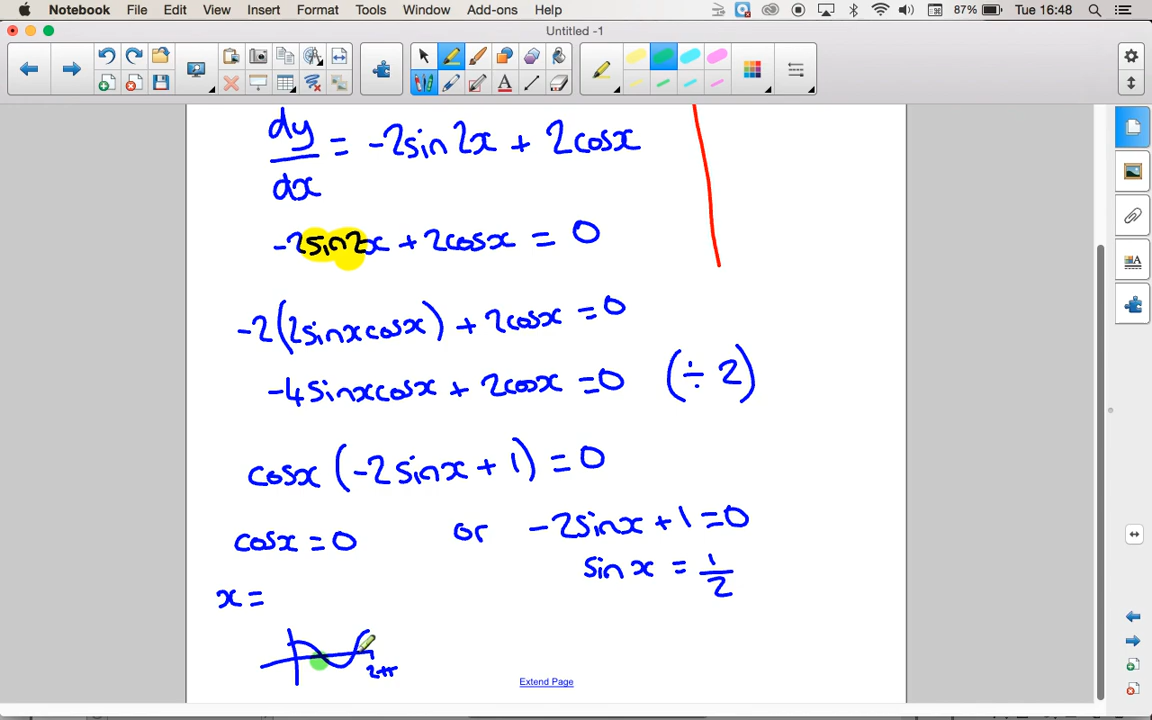 Notebook File Edit View Insert Format Tools Window Add-ons Help 87% Tue 16:48
Untitled -1
dy/dx = -2sin2x + 2cosx
-2sin2x + 2cosx = 0
-2(2sinxcosx) + 2cosx = 0
-4sinxcosx + 2cosx = 0 (÷ 2)
cosx (-2sinx + 1) = 0
cosx = 0 or -2sinx + 1 = 0
sinx = 1/2
x =
2π
Extend Page